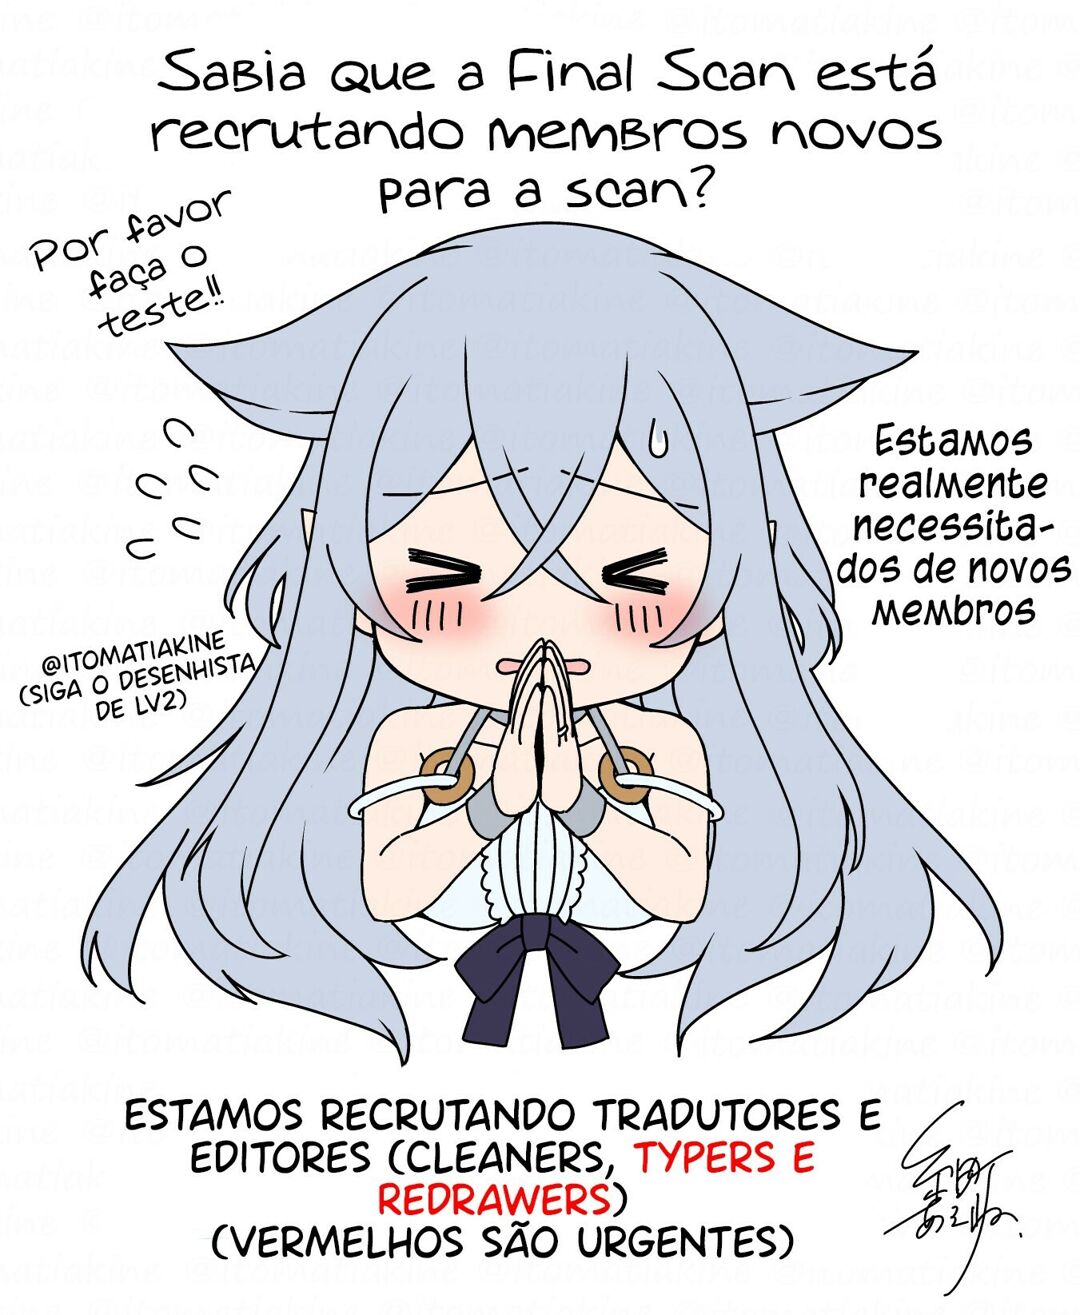 Sabia que a Final Scan está
recrutando membros novos
para a scan?
Por favor
faça o
teste!!
Estamos
realmente
necessita-
dos de novos
membros
@ITOMATIAKINE
(SIGA O DESENHISTA
DE LV2)
ESTAMOS RECRUTANDO TRADUTORES E
EDITORES (CLEANERS, TYPERS E
REDRAWERS)
(VERMELHOS SÃO URGENTES)